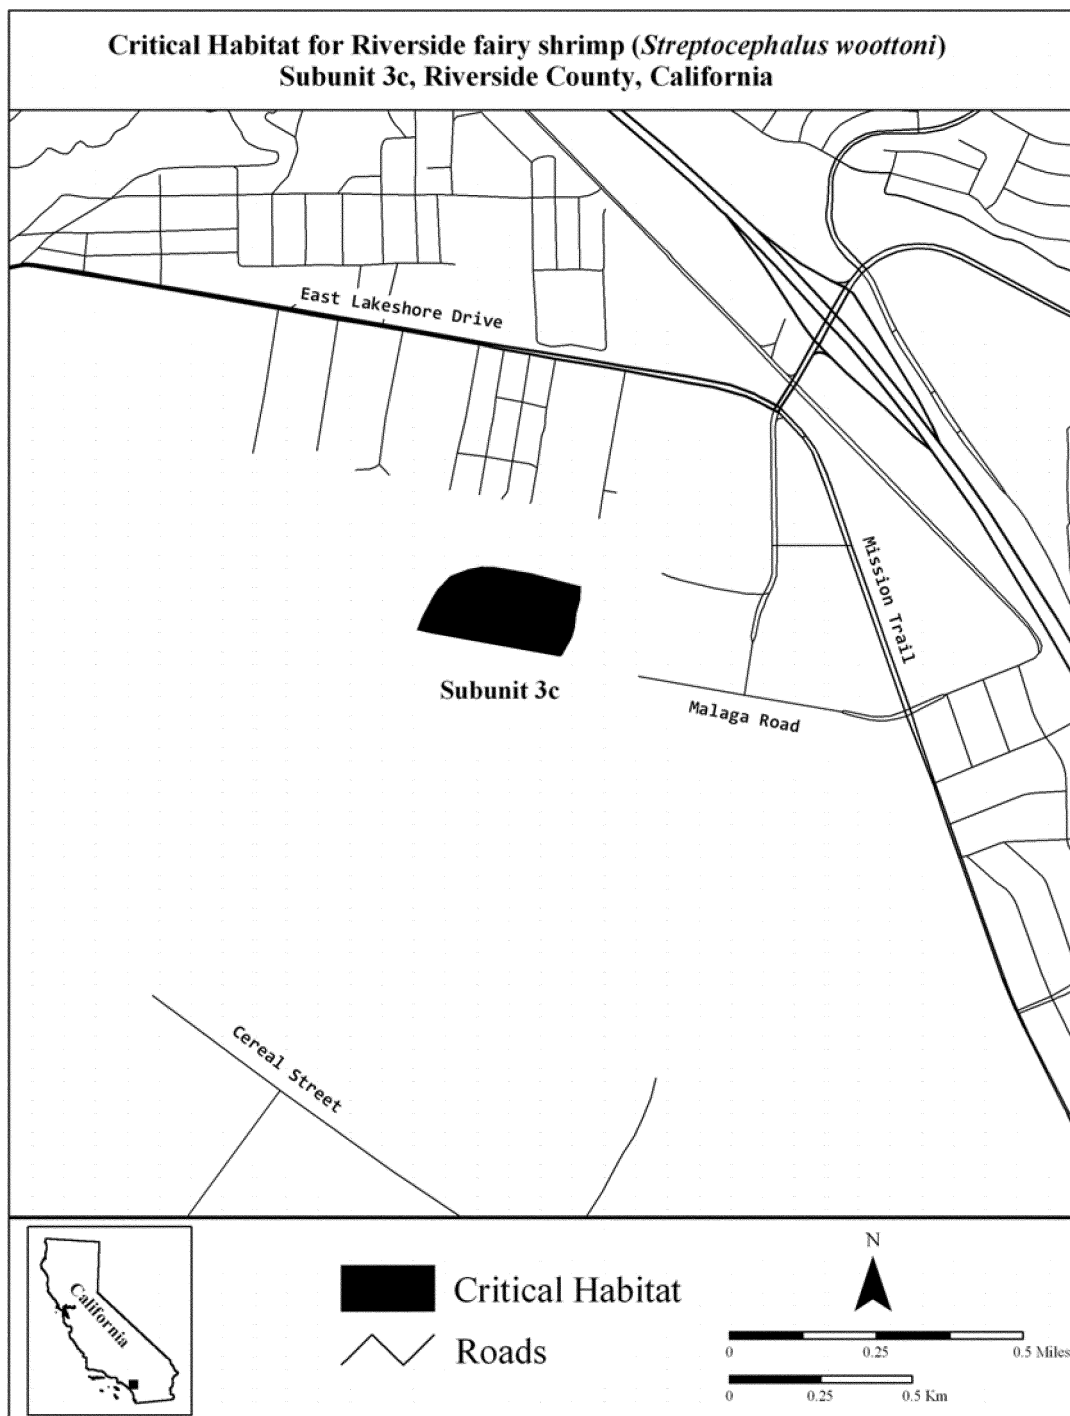 Critical Habitat for Riverside fairy shrimp (Streptocephalus woottoni)
Subunit 3c, Riverside County, California
East Lakeshore Drive
Mission Trail
Subunit 3c
Malaga Road
Cereal Street
California
Critical Habitat
Roads
N
0 0.25 0.5 Miles
0 0.25 0.5 Km